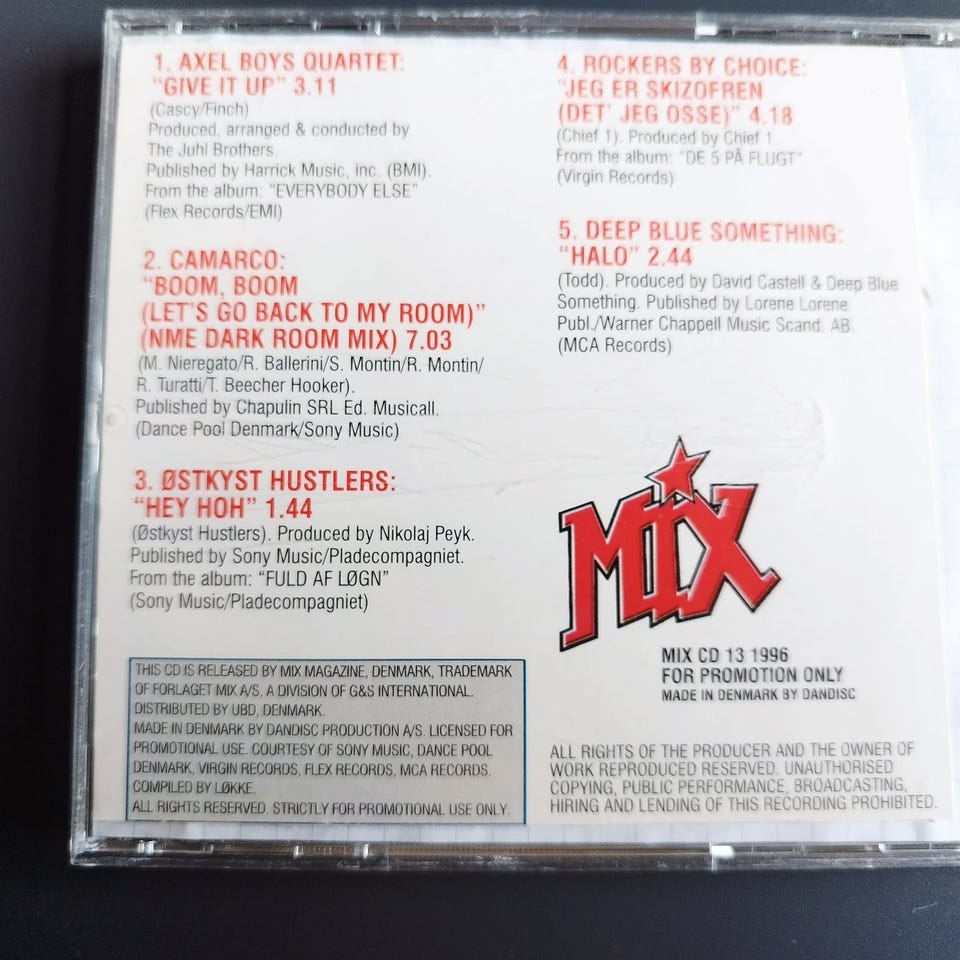 1. AXEL BOYS QUARTET:
"GIVE IT UP" 3.11
(Cascy/Finch)
Produced, arranged & conducted by
The Juhl Brothers.
Published by Harrick Music, inc. (BMI).
From the album: "EVERYBODY ELSE"
(Flex Records/EMI)
2. CAMARCO:
"BOOM, BOOM
(LET'S GO BACK TO MY ROOM)"
(NME DARK ROOM MIX) 7.03
(M. Nieregato/R. Ballerini/S. Montin/R. Montin/
R. Turatti/T. Beecher Hooker).
Published by Chapulin SRL Ed. Musicall.
(Dance Pool Denmark/Sony Music)
3. ØSTKYST HUSTLERS:
"HEY HOH" 1.44
(Østkyst Hustlers). Produced by Nikolaj Peyk.
Published by Sony Music/Pladecompagniet.
From the album: "FULD AF LØGN"
(Sony Music/Pladecompagniet)
4. ROCKERS BY CHOICE:
"JEG ER SKIZOFREN
(DET' JEG OSSE)" 4.18
(Chief 1). Produced by Chief 1.
From the album: "DE 5 PÅ FLUGT"
(Virgin Records)
5. DEEP BLUE SOMETHING:
"HALO" 2.44
(Todd). Produced by David Castell & Deep Blue
Something. Published by Lorene Lorene
Publ./Warner Chappell Music Scand. AB.
(MCA Records)
MIX
MIX CD 13 1996
FOR PROMOTION ONLY
MADE IN DENMARK BY DANDISC
THIS CD IS RELEASED BY MIX MAGAZINE, DENMARK, TRADEMARK
OF FORLAGET MIX A/S, A DIVISION OF G&S INTERNATIONAL.
DISTRIBUTED BY UBD, DENMARK.
MADE IN DENMARK BY DANDISC PRODUCTION A/S. LICENSED FOR
PROMOTIONAL USE. COURTESY OF SONY MUSIC, DANCE POOL
DENMARK, VIRGIN RECORDS, FLEX RECORDS, MCA RECORDS.
COMPILED BY LØKKE.
ALL RIGHTS RESERVED. STRICTLY FOR PROMOTIONAL USE ONLY.
ALL RIGHTS OF THE PRODUCER AND THE OWNER OF
WORK REPRODUCED RESERVED. UNAUTHORISED
COPYING, PUBLIC PERFORMANCE, BROADCASTING,
HIRING AND LENDING OF THIS RECORDING PROHIBITED.